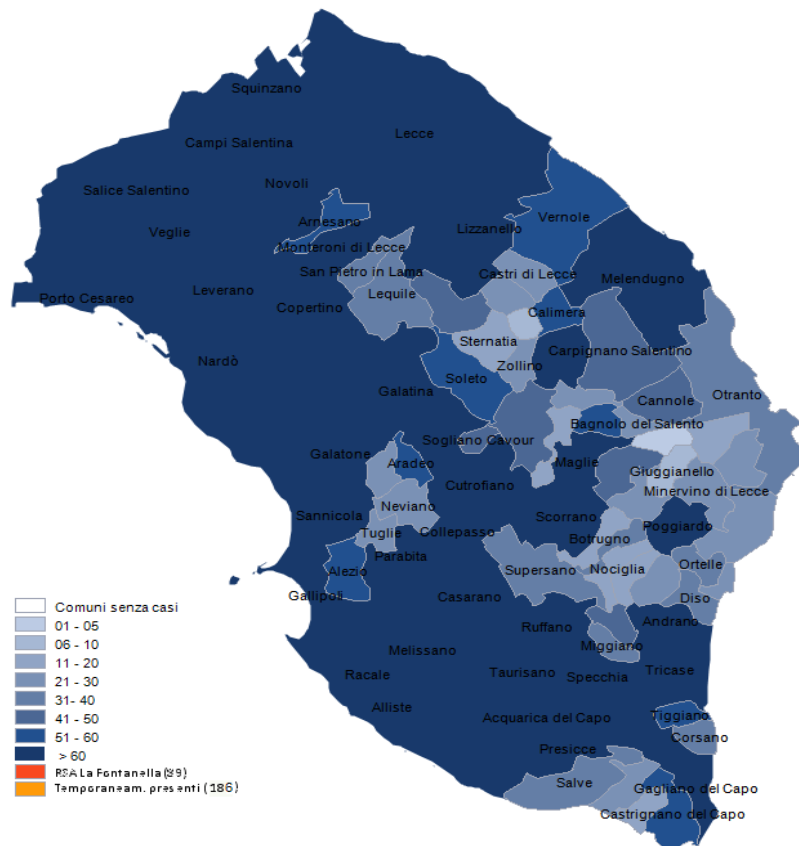 Squinzano
Lecce
Campi Salentina
Novoli
Salice Salentino
Arnesano
Vernole
Veglie
Lizzanello
Monteroni di Lecce
San Pietro in Lama
Castri di Lecce
Melendugno
Leverano
Lequile
Porto Cesareo
Copertino
Calimera
Sternatia
Carpignano Salentino
Nardò
Zollino
Soleto
Galatina
Cannole
Otranto
Bagnolo del Salento
Sogliano Cavour
Galatone
Aradeo
Maglie
Giuggianello
Cutrofiano
Minervino di Lecce
Neviano
Sannicola
Scorrano
Poggiardo
Tuglie
Collepasso
Botrugno
Parabita
Alezio
Supersano
Nociglia
Ortelle
Gallipoli
Casarano
Diso
Andrano
Ruffano
Melissano
Miggiano
Racale
Taurisano
Specchia
Tricase
Alliste
Acquarica del Capo
Tiggiano
Corsano
Presicce
Salve
Gagliano del Capo
Castrignano del Capo
Comuni senza casi
01 - 05
06 - 10
11 - 20
21 - 30
31- 40
41 - 50
51 - 60
> 60
RSA La Fontanella (89)
Temporaneam. presenti (186)